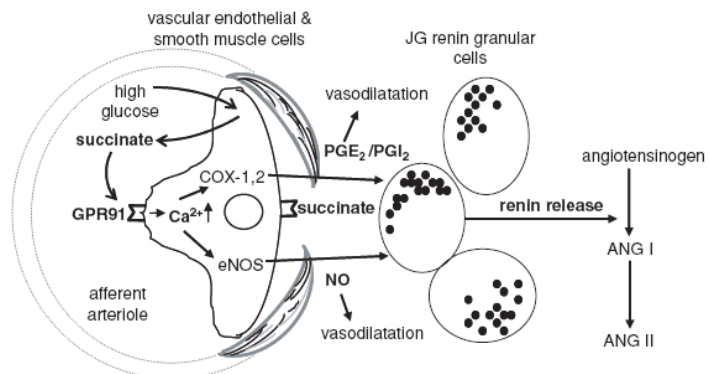 vascular endothelial &
smooth muscle cells
JG renin granular
cells
high
glucose
vasodilatation
succinate
PGE₂ /PGI₂
angiotensinogen
COX-1,2
GPR91
Ca²⁺
succinate
renin release
ANG I
eNOS
NO
afferent
arteriole
vasodilatation
ANG II